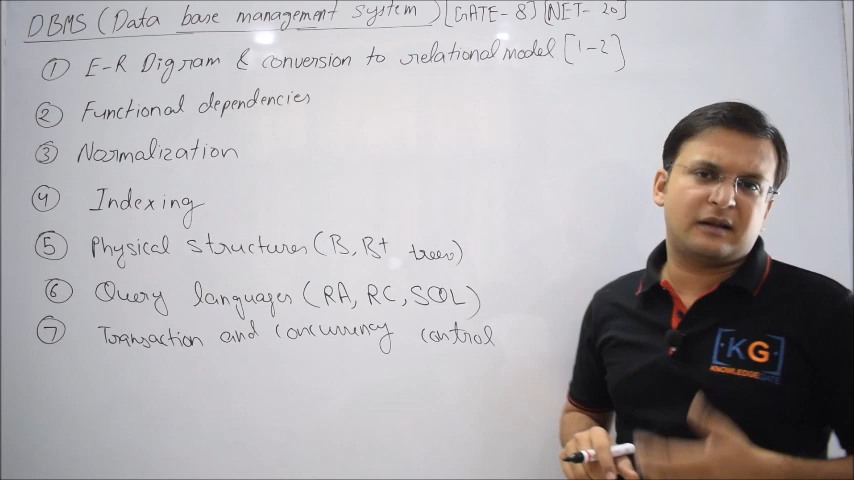 DBMS (Data base management system) [GATE-8] [NET-20]
① E-R Digram & conversion to relational model [1-2]
② Functional dependencies
③ Normalization
④ Indexing
⑤ Physical structures (B, B+ trees)
⑥ Query languages (RA, RC, SQL)
⑦ Transaction and concurrency control
KG
KNOWLEDGEGATE